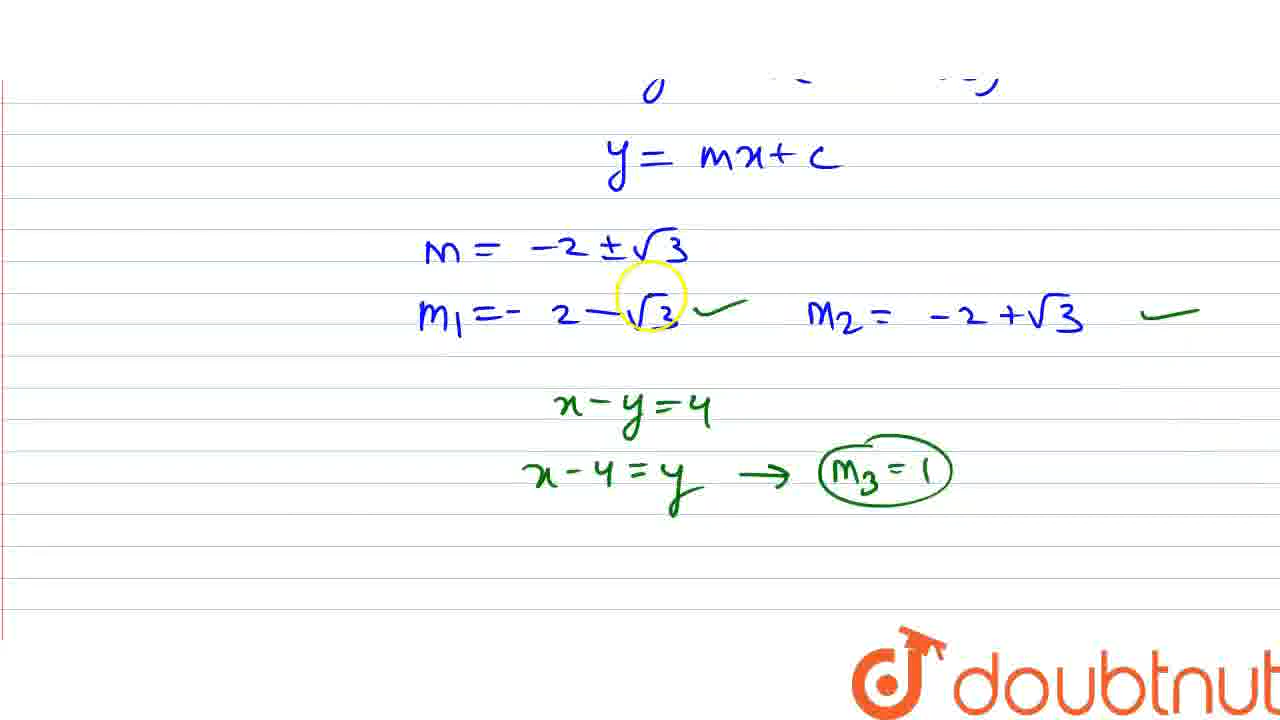 y = mx + c
m = -2 ± √3
m1 = - 2 - √3 m2 = -2 + √3
x - y = 4
x - 4 = y → m3 = 1
doubtnut